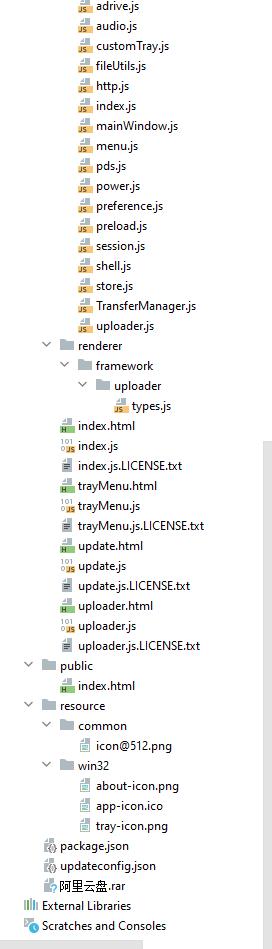 adrive.js
audio.js
customTray.js
fileUtils.js
http.js
index.js
mainWindow.js
menu.js
pds.js
power.js
preference.js
preload.js
session.js
shell.js
store.js
TransferManager.js
uploader.js
renderer
framework
uploader
types.js
index.html
index.js
index.js.LICENSE.txt
trayMenu.html
trayMenu.js
trayMenu.js.LICENSE.txt
update.html
update.js
update.js.LICENSE.txt
uploader.html
uploader.js
uploader.js.LICENSE.txt
public
index.html
resource
common
icon@512.png
win32
about-icon.png
app-icon.ico
tray-icon.png
package.json
updateconfig.json
阿里云盘.rar
External Libraries
Scratches and Consoles